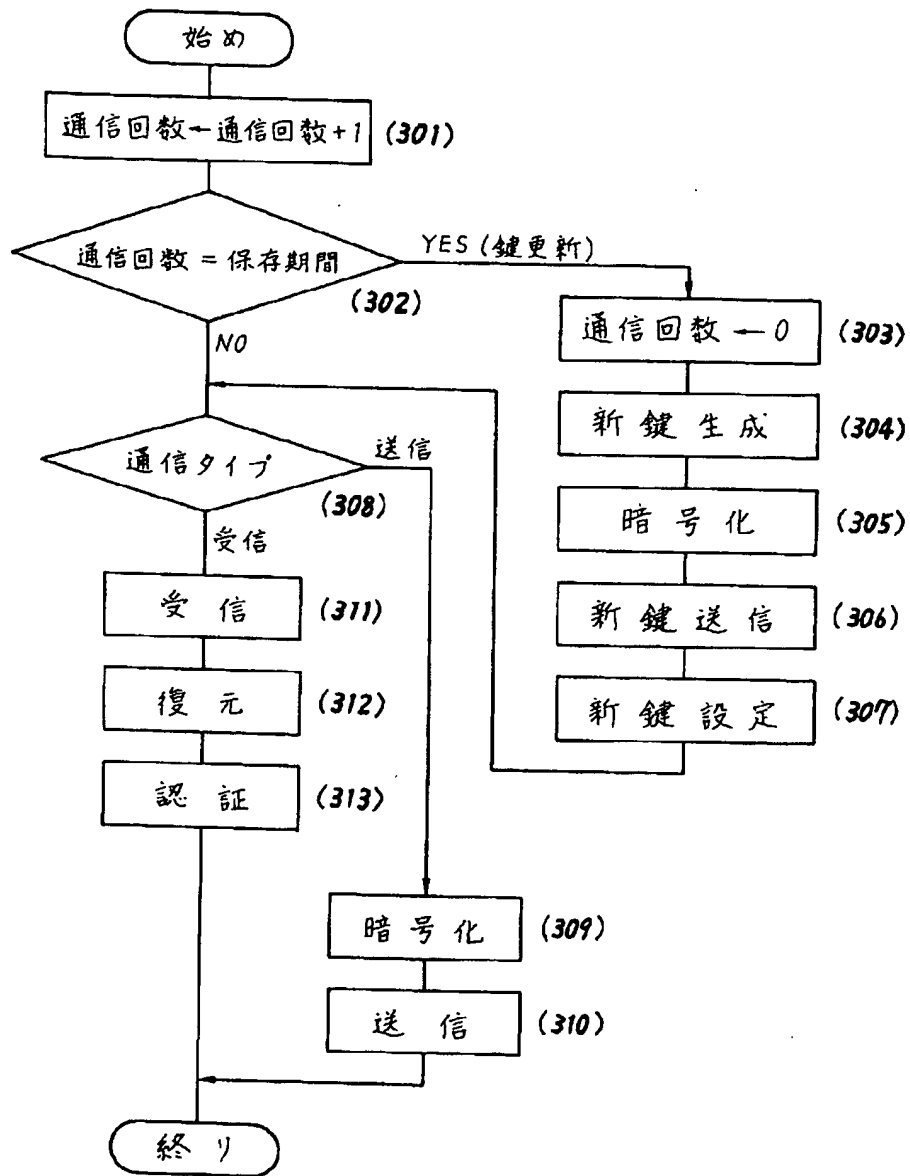 始め
通信回数←通信回数+1 (301)
通信回数 = 保存期間
(302)
YES (鍵更新)
NO
通信回数 ← 0 (303)
新鍵生成 (304)
暗号化 (305)
新鍵送信 (306)
新鍵設定 (307)
通信タイプ
(308)
送信
受信
受信 (311)
復元 (312)
認証 (313)
暗号化 (309)
送信 (310)
終り